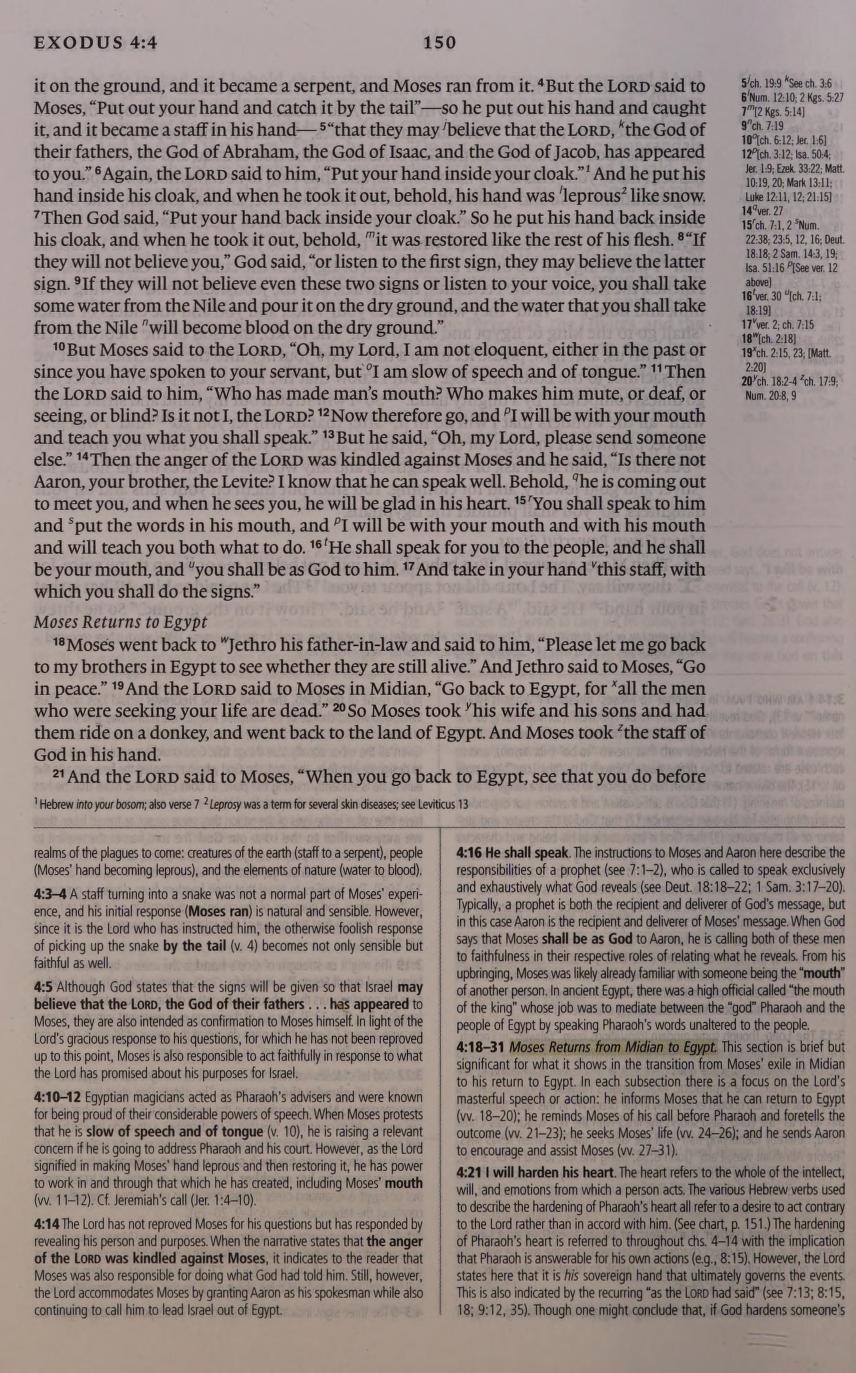 EXODUS 4:4
150
it on the ground, and it became a serpent, and Moses ran from it. ⁴But the LORD said to
Moses, “Put out your hand and catch it by the tail”—so he put out his hand and caught
it, and it became a staff in his hand— ⁵“that they may ʲbelieve that the LORD, ᵏthe God of
their fathers, the God of Abraham, the God of Isaac, and the God of Jacob, has appeared
to you.” ⁶Again, the LORD said to him, “Put your hand inside your cloak.”¹ And he put his
hand inside his cloak, and when he took it out, behold, his hand was ˡleprous² like snow.
⁷Then God said, “Put your hand back inside your cloak.” So he put his hand back inside
his cloak, and when he took it out, behold, ᵐit was restored like the rest of his flesh. ⁸“If
they will not believe you,” God said, “or listen to the first sign, they may believe the latter
sign. ⁹If they will not believe even these two signs or listen to your voice, you shall take
some water from the Nile and pour it on the dry ground, and the water that you shall take
from the Nile ⁿwill become blood on the dry ground.”
¹⁰But Moses said to the LORD, “Oh, my Lord, I am not eloquent, either in the past or
since you have spoken to your servant, but ᵒI am slow of speech and of tongue.” ¹¹Then
the LORD said to him, “Who has made man’s mouth? Who makes him mute, or deaf, or
seeing, or blind? Is it not I, the LORD? ¹²Now therefore go, and ᵖI will be with your mouth
and teach you what you shall speak.” ¹³But he said, “Oh, my Lord, please send someone
else.” ¹⁴Then the anger of the LORD was kindled against Moses and he said, “Is there not
Aaron, your brother, the Levite? I know that he can speak well. Behold, qhe is coming out
to meet you, and when he sees you, he will be glad in his heart. ¹⁵ʳYou shall speak to him
and ˢput the words in his mouth, and ᵖI will be with your mouth and with his mouth
and will teach you both what to do. ¹⁶ᵗHe shall speak for you to the people, and he shall
be your mouth, and ᵘyou shall be as God to him. ¹⁷And take in your hand ᵛthis staff, with
which you shall do the signs.”
Moses Returns to Egypt
¹⁸Moses went back to ʷJethro his father-in-law and said to him, “Please let me go back
to my brothers in Egypt to see whether they are still alive.” And Jethro said to Moses, “Go
in peace.” ¹⁹And the LORD said to Moses in Midian, “Go back to Egypt, for ˣall the men
who were seeking your life are dead.” ²⁰So Moses took ʸhis wife and his sons and had
them ride on a donkey, and went back to the land of Egypt. And Moses took ᶻthe staff of
God in his hand.
²¹And the LORD said to Moses, “When you go back to Egypt, see that you do before
¹ Hebrew into your bosom; also verse 7 ² Leprosy was a term for several skin diseases; see Leviticus 13
5 ʲch. 19:9 ᵏSee ch. 3:6
6 ˡNum. 12:10; 2 Kgs. 5:27
7 ᵐ[2 Kgs. 5:14]
9 ⁿch. 7:19
10 ᵒ[ch. 6:12; Jer. 1:6]
12 ᵖ[ch. 3:12; Isa. 50:4;
Jer. 1:9; Ezek. 33:22; Matt.
10:19, 20; Mark 13:11;
Luke 12:11, 12; 21:15]
14 qver. 27
15 ʳch. 7:1, 2 ˢNum.
22:38; 23:5, 12, 16; Deut.
18:18; 2 Sam. 14:3, 19;
Isa. 51:16 ᵖ[See ver. 12
above]
16 ᵗver. 30 ᵘ[ch. 7:1;
18:19]
17 ᵛver. 2; ch. 7:15
18 ʷ[ch. 2:18]
19 ˣch. 2:15, 23; [Matt.
2:20]
20 ʸch. 18:2-4 ᶻch. 17:9;
Num. 20:8, 9
realms of the plagues to come: creatures of the earth (staff to a serpent), people
(Moses’ hand becoming leprous), and the elements of nature (water to blood).
4:3–4 A staff turning into a snake was not a normal part of Moses’ experi-
ence, and his initial response (Moses ran) is natural and sensible. However,
since it is the Lord who has instructed him, the otherwise foolish response
of picking up the snake by the tail (v. 4) becomes not only sensible but
faithful as well.
4:5 Although God states that the signs will be given so that Israel may
believe that the LORD, the God of their fathers . . . has appeared to
Moses, they are also intended as confirmation to Moses himself. In light of the
Lord’s gracious response to his questions, for which he has not been reproved
up to this point, Moses is also responsible to act faithfully in response to what
the Lord has promised about his purposes for Israel.
4:10–12 Egyptian magicians acted as Pharaoh’s advisers and were known
for being proud of their considerable powers of speech. When Moses protests
that he is slow of speech and of tongue (v. 10), he is raising a relevant
concern if he is going to address Pharaoh and his court. However, as the Lord
signified in making Moses’ hand leprous and then restoring it, he has power
to work in and through that which he has created, including Moses’ mouth
(vv. 11–12). Cf. Jeremiah’s call (Jer. 1:4–10).
4:14 The Lord has not reproved Moses for his questions but has responded by
revealing his person and purposes. When the narrative states that the anger
of the LORD was kindled against Moses, it indicates to the reader that
Moses was also responsible for doing what God had told him. Still, however,
the Lord accommodates Moses by granting Aaron as his spokesman while also
continuing to call him to lead Israel out of Egypt.
4:16 He shall speak. The instructions to Moses and Aaron here describe the
responsibilities of a prophet (see 7:1–2), who is called to speak exclusively
and exhaustively what God reveals (see Deut. 18:18–22; 1 Sam. 3:17–20).
Typically, a prophet is both the recipient and deliverer of God’s message, but
in this case Aaron is the recipient and deliverer of Moses’ message. When God
says that Moses shall be as God to Aaron, he is calling both of these men
to faithfulness in their respective roles of relating what he reveals. From his
upbringing, Moses was likely already familiar with someone being the “mouth”
of another person. In ancient Egypt, there was a high official called “the mouth
of the king” whose job was to mediate between the “god” Pharaoh and the
people of Egypt by speaking Pharaoh’s words unaltered to the people.
4:18–31 Moses Returns from Midian to Egypt. This section is brief but
significant for what it shows in the transition from Moses’ exile in Midian
to his return to Egypt. In each subsection there is a focus on the Lord’s
masterful speech or action: he informs Moses that he can return to Egypt
(vv. 18–20); he reminds Moses of his call before Pharaoh and foretells the
outcome (vv. 21–23); he seeks Moses’ life (vv. 24–26); and he sends Aaron
to encourage and assist Moses (vv. 27–31).
4:21 I will harden his heart. The heart refers to the whole of the intellect,
will, and emotions from which a person acts. The various Hebrew verbs used
to describe the hardening of Pharaoh’s heart all refer to a desire to act contrary
to the Lord rather than in accord with him. (See chart, p. 151.) The hardening
of Pharaoh’s heart is referred to throughout chs. 4–14 with the implication
that Pharaoh is answerable for his own actions (e.g., 8:15). However, the Lord
states here that it is his sovereign hand that ultimately governs the events.
This is also indicated by the recurring “as the LORD had said” (see 7:13; 8:15,
18; 9:12, 35). Though one might conclude that, if God hardens someone’s